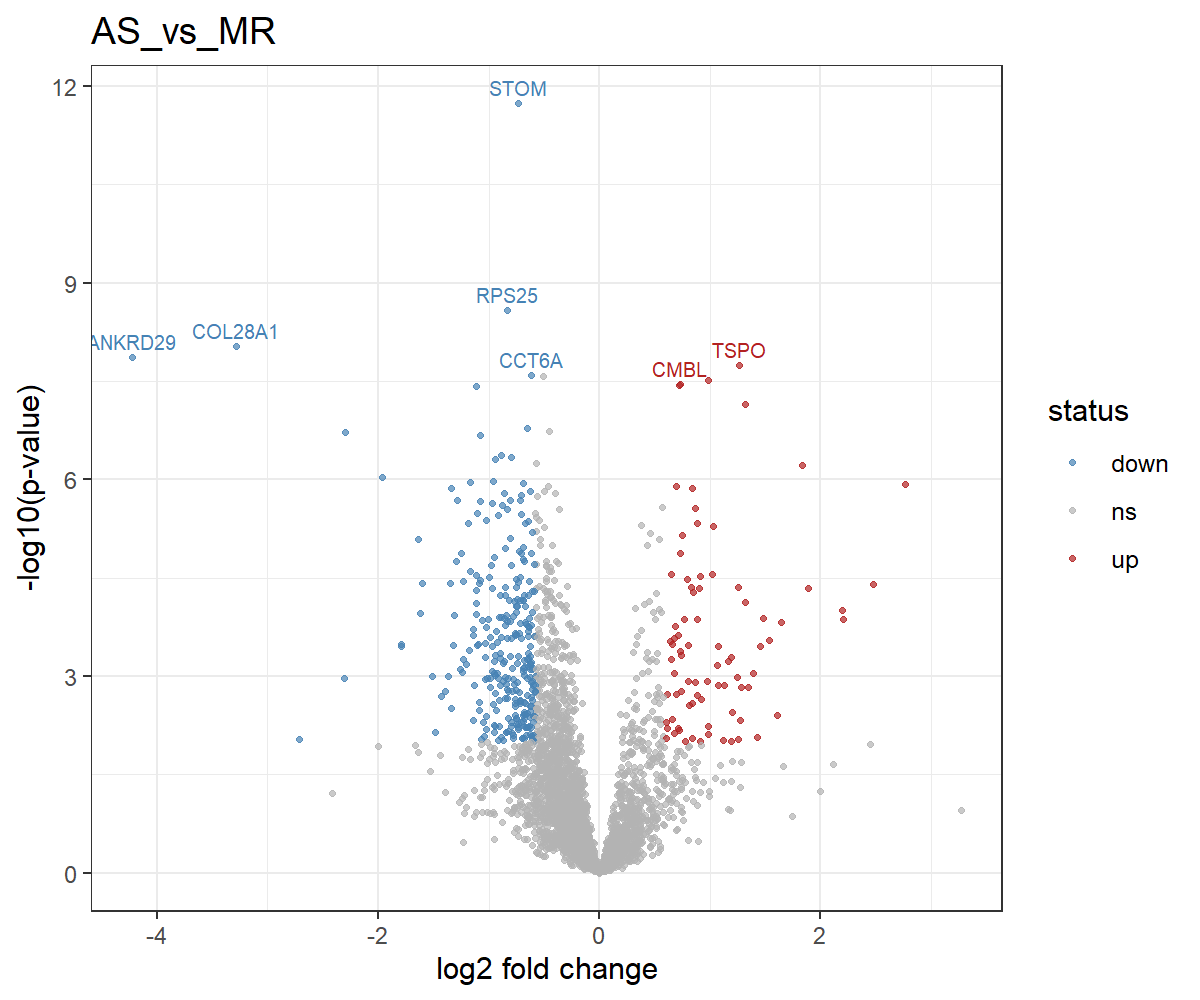 AS_vs_MR
12
9
6
3
0
-log10(p-value)
STOM
RPS25
COL28A1
ANKRD29
CCT6A
TSPO
CMBL
-4
-2
0
2
log2 fold change
status
down
ns
up